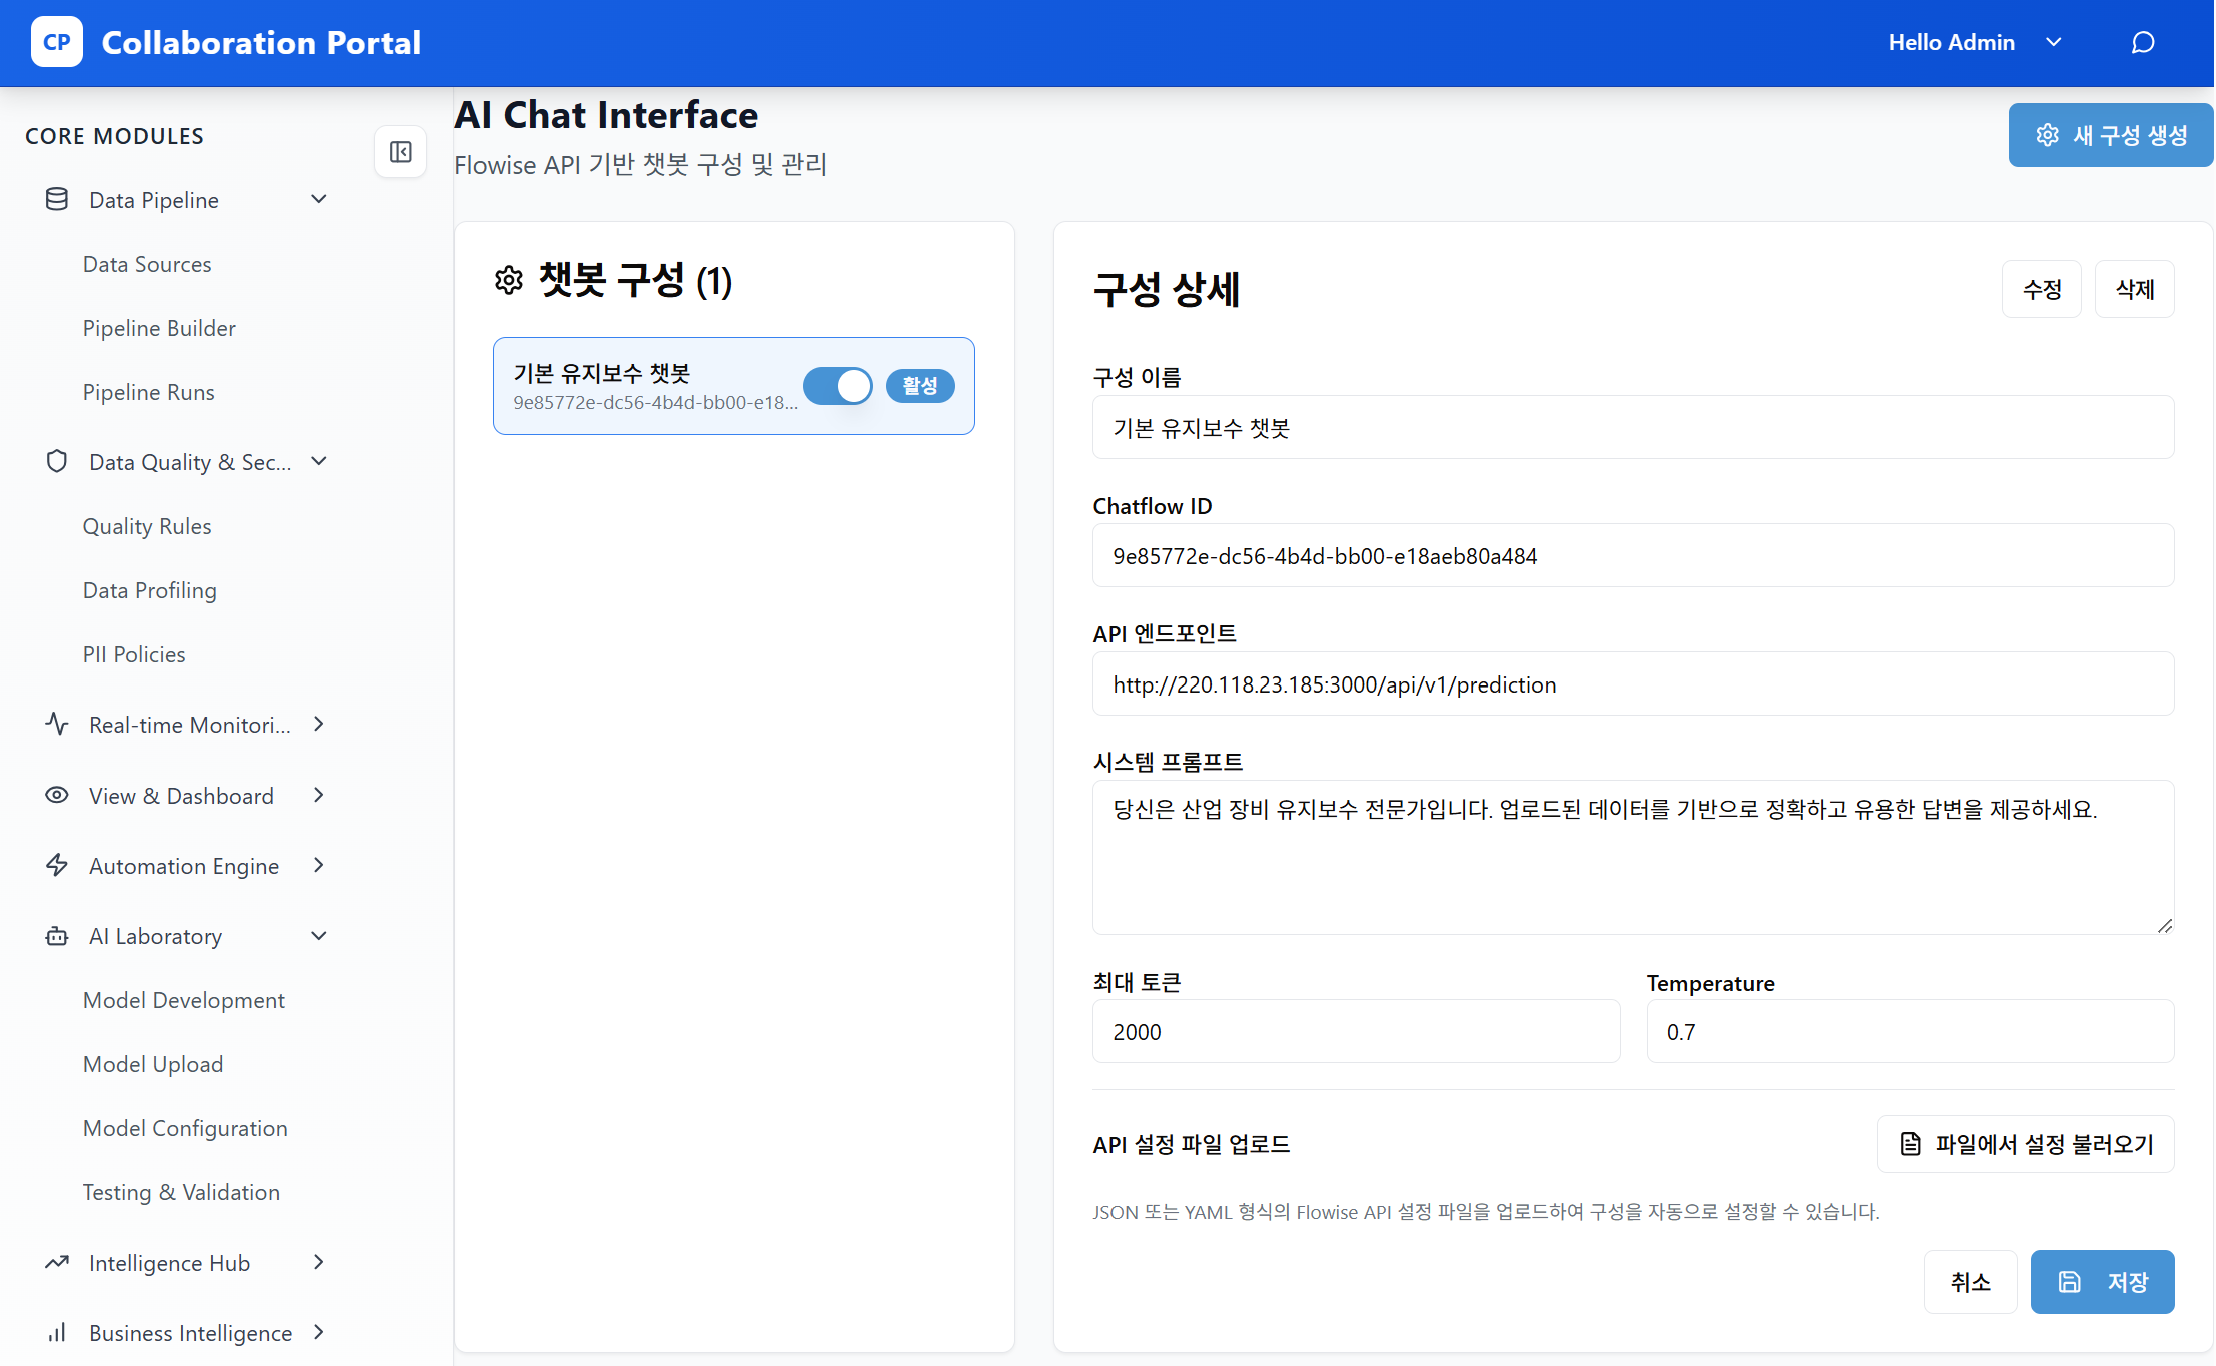 CP
Collaboration Portal
Hello Admin
CORE MODULES
Data Pipeline
Data Sources
Pipeline Builder
Pipeline Runs
Data Quality & Sec...
Quality Rules
Data Profiling
PII Policies
Real-time Monitori...
View & Dashboard
Automation Engine
AI Laboratory
Model Development
Model Upload
Model Configuration
Testing & Validation
Intelligence Hub
Business Intelligence
AI Chat Interface
Flowise API 기반 챗봇 구성 및 관리
새 구성 생성
챗봇 구성 (1)
기본 유지보수 챗봇
9e85772e-dc56-4b4d-bb00-e18...
활성
구성 상세
수정
삭제
구성 이름
기본 유지보수 챗봇
Chatflow ID
9e85772e-dc56-4b4d-bb00-e18aeb80a484
API 엔드포인트
http://220.118.23.185:3000/api/v1/prediction
시스템 프롬프트
당신은 산업 장비 유지보수 전문가입니다. 업로드된 데이터를 기반으로 정확하고 유용한 답변을 제공하세요.
최대 토큰
2000
Temperature
0.7
API 설정 파일 업로드
파일에서 설정 불러오기
JSON 또는 YAML 형식의 Flowise API 설정 파일을 업로드하여 구성을 자동으로 설정할 수 있습니다.
취소
저장